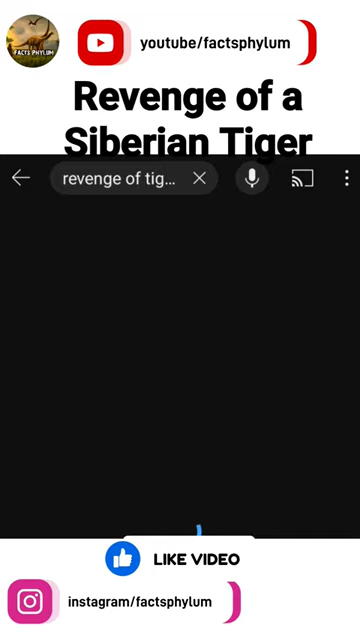 FACTS PHYLUM
youtube/factsphylum
Revenge of a
Siberian Tiger
revenge of tig...
LIKE VIDEO
instagram/factsphylum